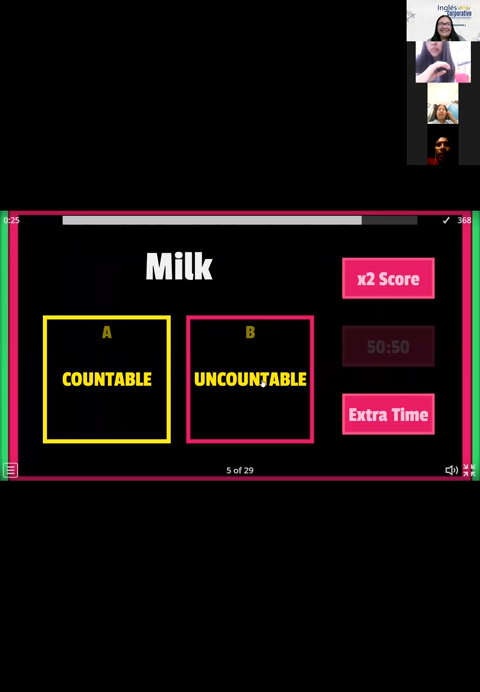 Inglés
corporativo
0:25
✓ 368
Milk
x2 Score
A
B
COUNTABLE
UNCOUNTABLE
50:50
Extra Time
5 of 29